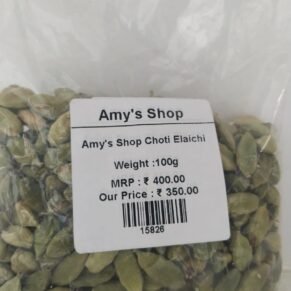 Amy's Shop
Amy's Shop Choti Elaichi
Weight :100g
MRP : ₹ 400.00
Our Price : ₹ 350.00
15826